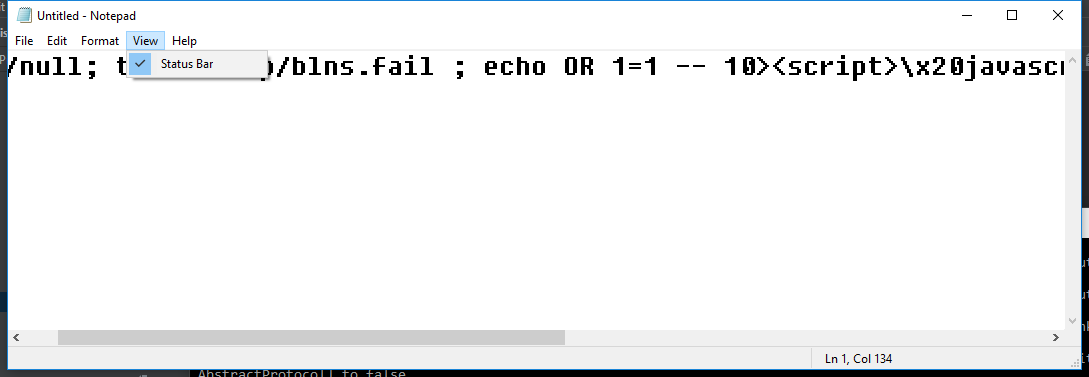 Untitled - Notepad
File Edit Format View Help
Status Bar
/null; t p/blns.fail ; echo OR 1=1 -- 10><script>\x20javascr
Ln 1, Col 134
AbstractProtocol] to false